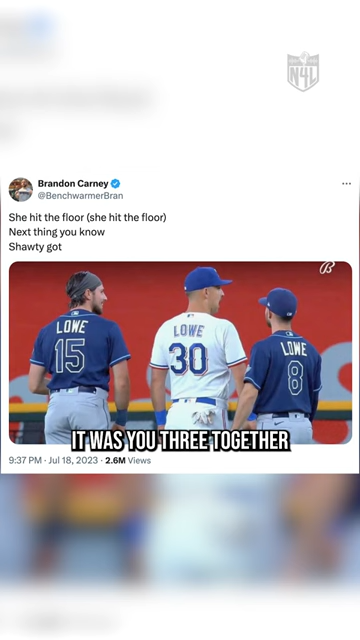 N4L
Brandon Carney
@BenchwarmerBran
She hit the floor (she hit the floor)
Next thing you know
Shawty got
LOWE
15
LOWE
30
LOWE
8
IT WAS YOU THREE TOGETHER
9:37 PM · Jul 18, 2023 · 2.6M Views